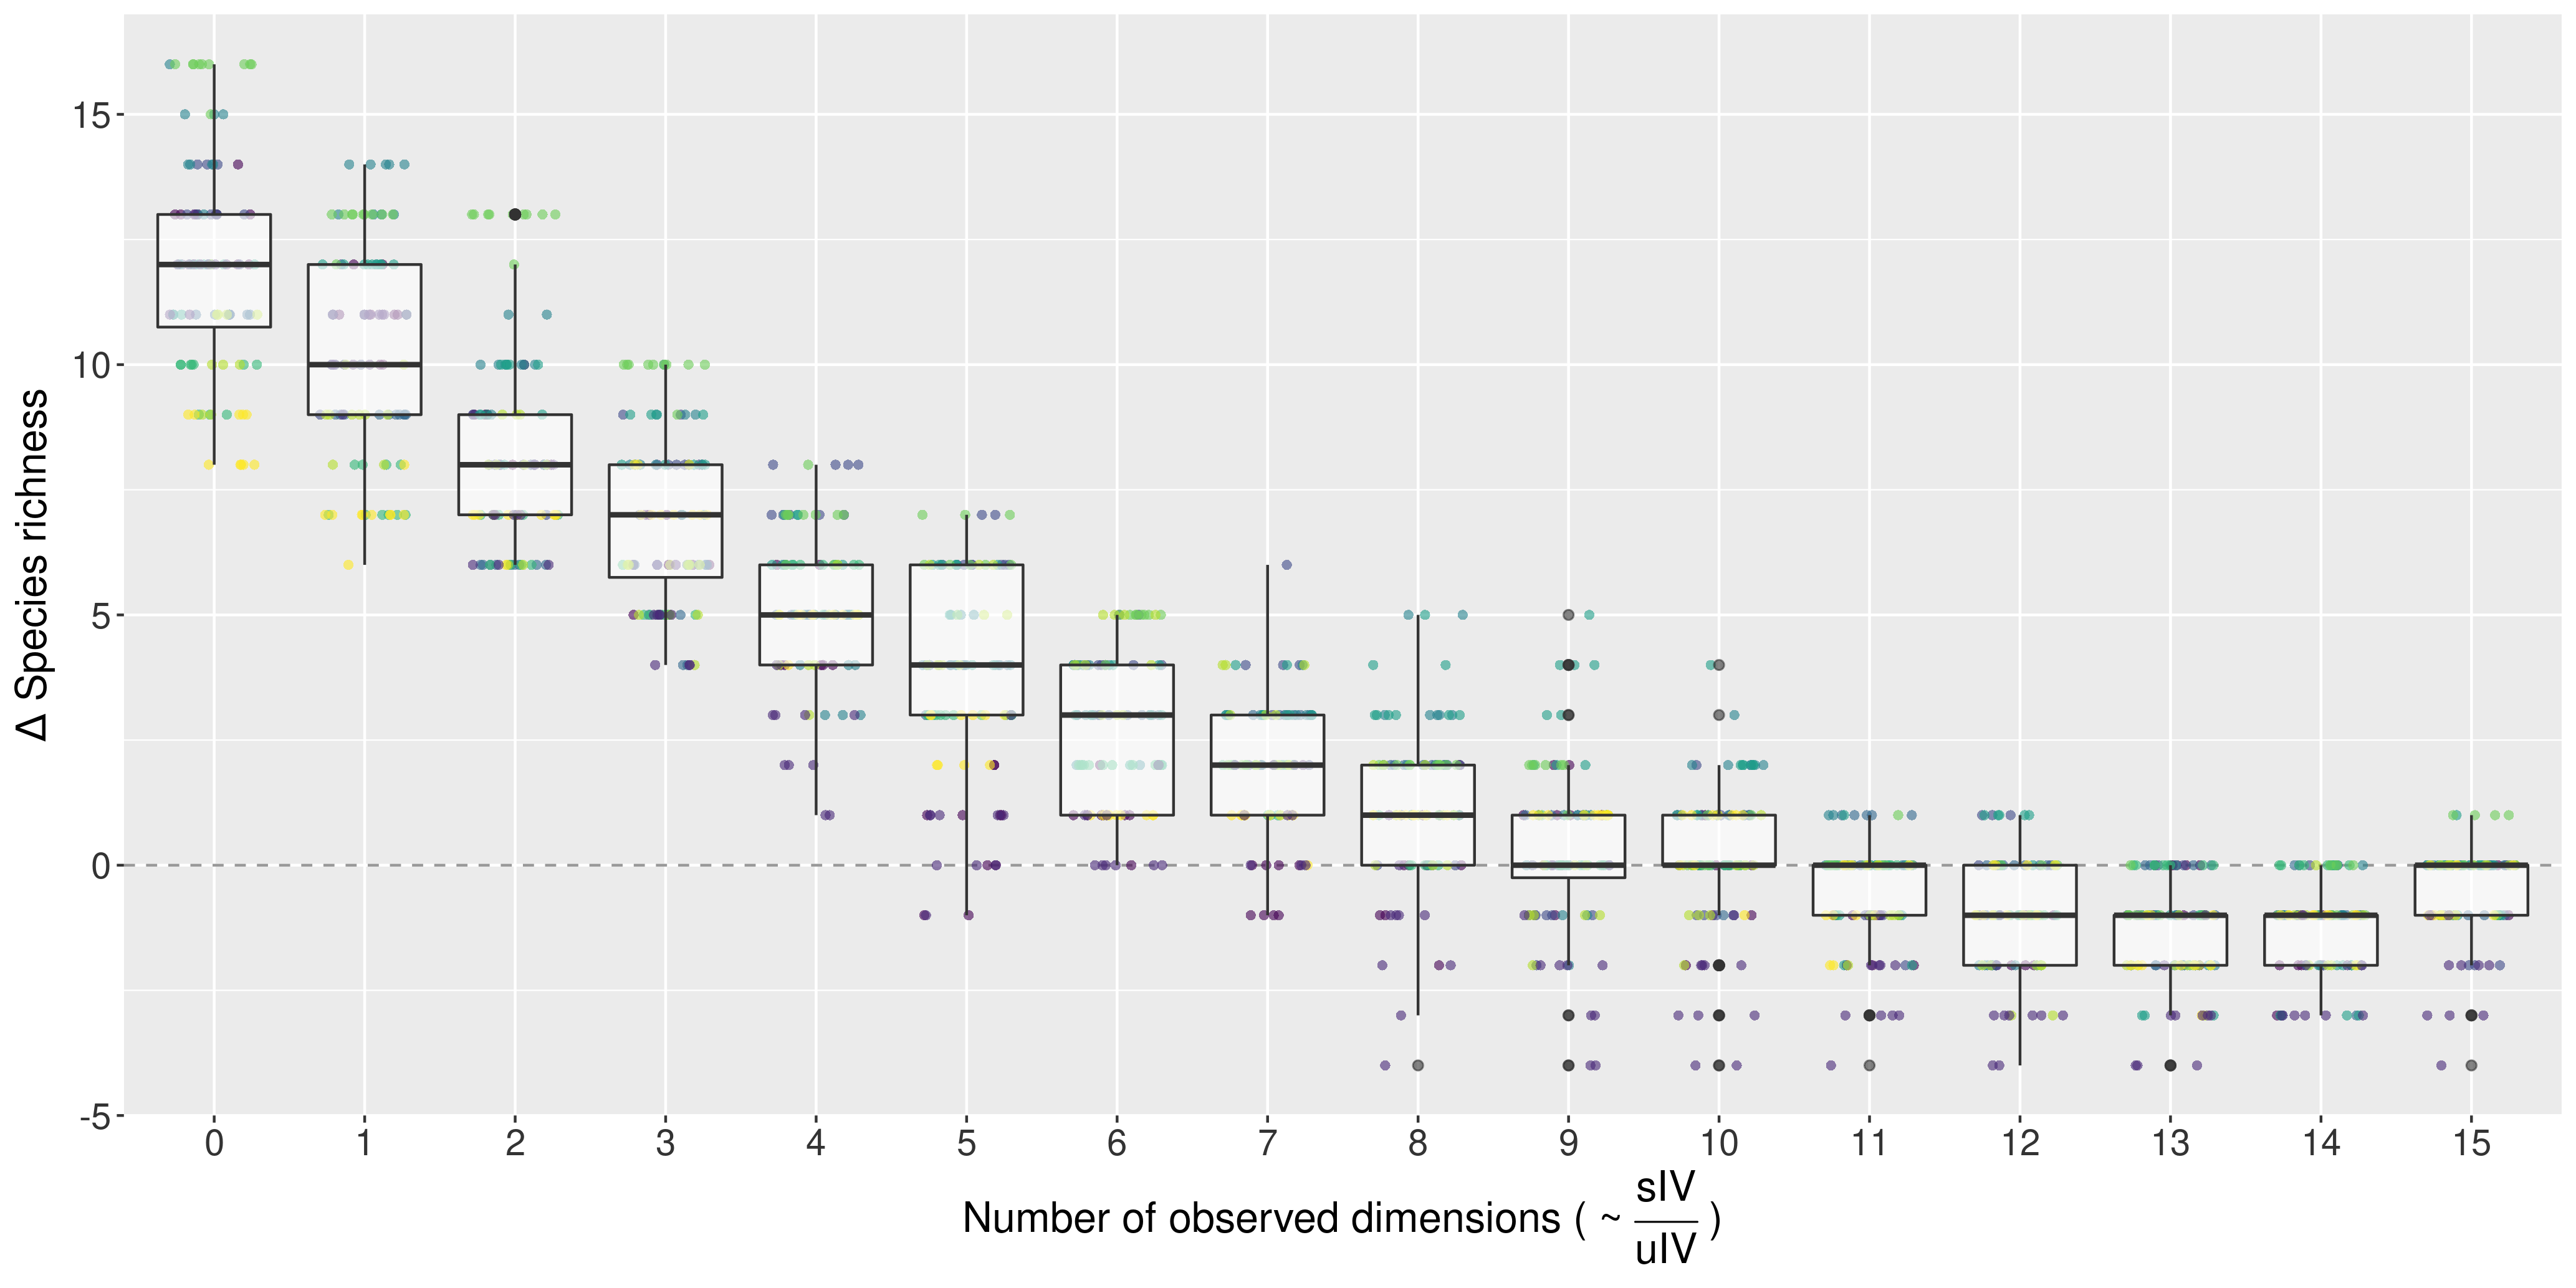 Δ Species richness
15
10
5
0
-5
0 1 2 3 4 5 6 7 8 9 10 11 12 13 14 15
Number of observed dimensions ( ~ sIV / uIV )